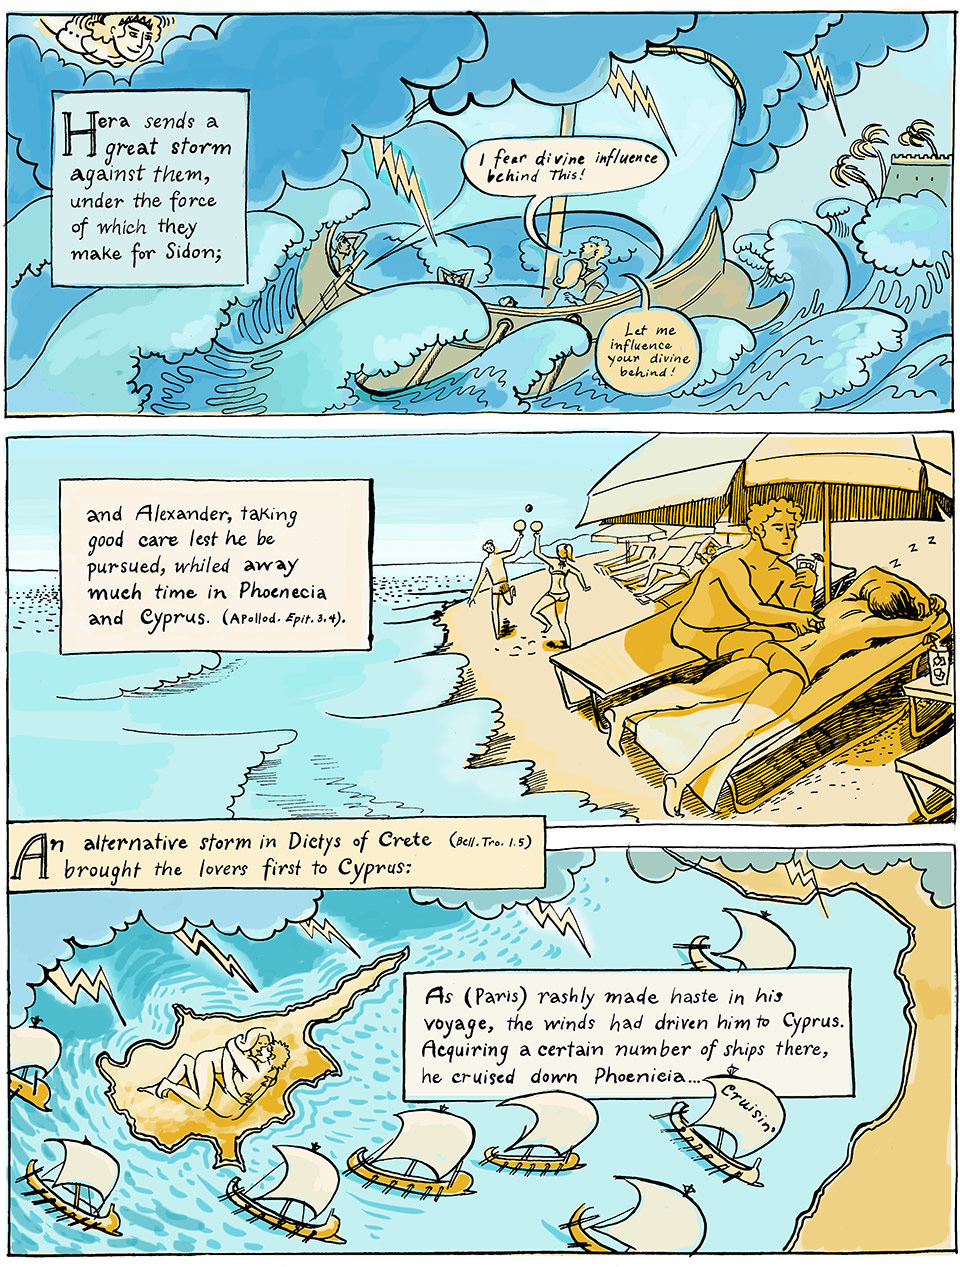 Hera sends a
great storm
against them,
under the force
of which they
make for Sidon;
I fear divine influence
behind This!
Let me
influence
your divine
behind!
and Alexander, taking
good care lest he be
pursued, whiled away
much time in Phoenecia
and Cyprus. (Apollod. Epit. 3.4).
z z z
An alternative storm in Dictys of Crete (Bell. Tro. 1.5)
brought the lovers first to Cyprus:
As (Paris) rashly made haste in his
voyage, the winds had driven him to Cyprus.
Acquiring a certain number of ships there,
he cruised down Phoenicia...
Cruisin'